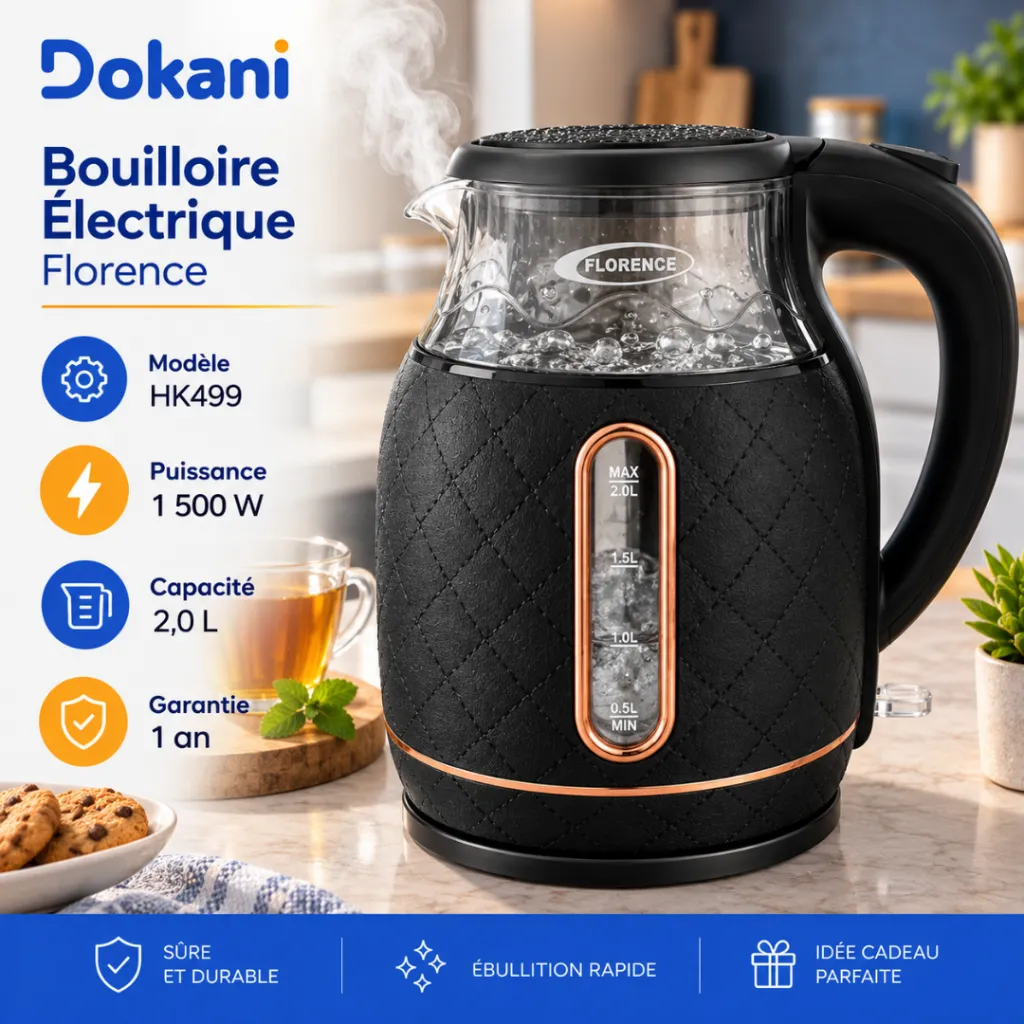 Dokani
Bouilloire
Électrique
Florence
Modèle
HK499
Puissance
1 500 W
Capacité
2,0 L
Garantie
1 an
FLORENCE
MAX
2.0L
1.5L
1.0L
0.5L
MIN
SÛRE
ET DURABLE
ÉBULLITION RAPIDE
IDÉE CADEAU
PARFAITE